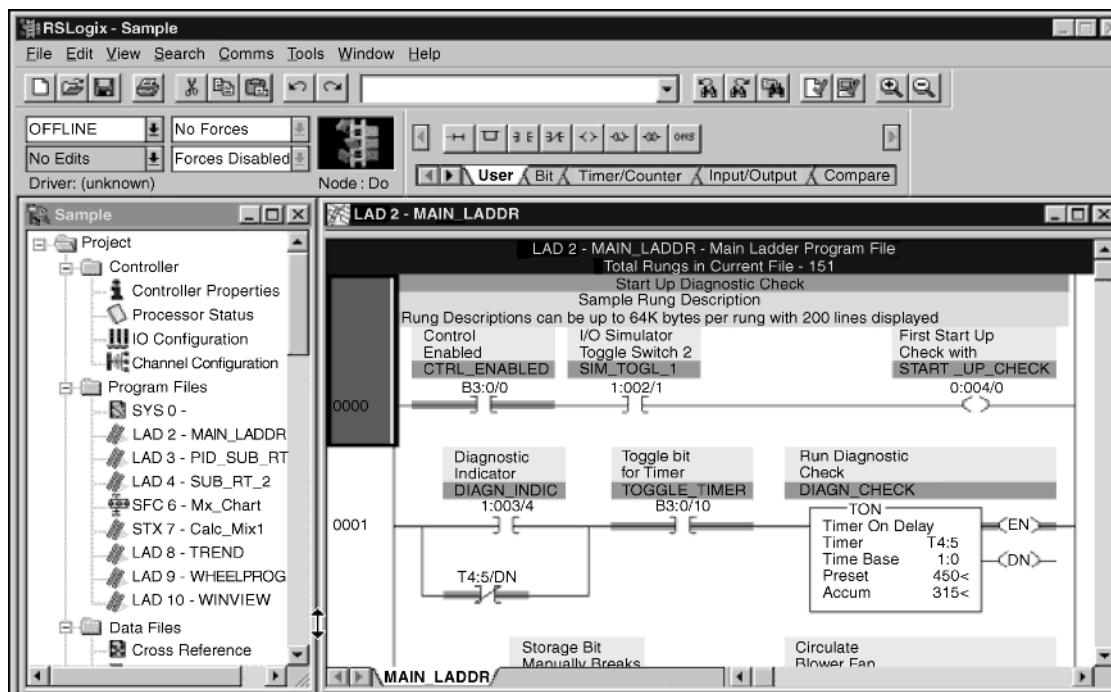 RSLogix - Sample
File Edit View Search Comms Tools Window Help
OFFLINE
No Forces
No Edits
Forces Disabled
Driver: (unknown)
Node : Do
ONS
User Bit Timer/Counter Input/Output Compare
Sample
Project
Controller
Controller Properties
Processor Status
IO Configuration
Channel Configuration
Program Files
SYS 0 -
LAD 2 - MAIN_LADDR
LAD 3 - PID_SUB_RT
LAD 4 - SUB_RT_2
SFC 6 - Mx_Chart
STX 7 - Calc_Mix1
LAD 8 - TREND
LAD 9 - WHEELPROG
LAD 10 - WINVIEW
Data Files
Cross Reference
LAD 2 - MAIN_LADDR
LAD 2 - MAIN_LADDR - Main Ladder Program File
Total Rungs in Current File - 151
Start Up Diagnostic Check
Sample Rung Description
Rung Descriptions can be up to 64K bytes per rung with 200 lines displayed
Control
Enabled
CTRL_ENABLED
B3:0/0
I/O Simulator
Toggle Switch 2
SIM_TOGL_1
1:002/1
First Start Up
Check with
START _UP_CHECK
0:004/0
0000
Diagnostic
Indicator
DIAGN_INDIC
1:003/4
Toggle bit
for Timer
TOGGLE_TIMER
B3:0/10
Run Diagnostic
Check
DIAGN_CHECK
0001
T4:5/DN
TON
Timer On Delay
Timer T4:5
Time Base 1:0
Preset 450<
Accum 315<
EN
DN
Storage Bit
Manually Breaks
Circulate
Blower Fan
MAIN_LADDR